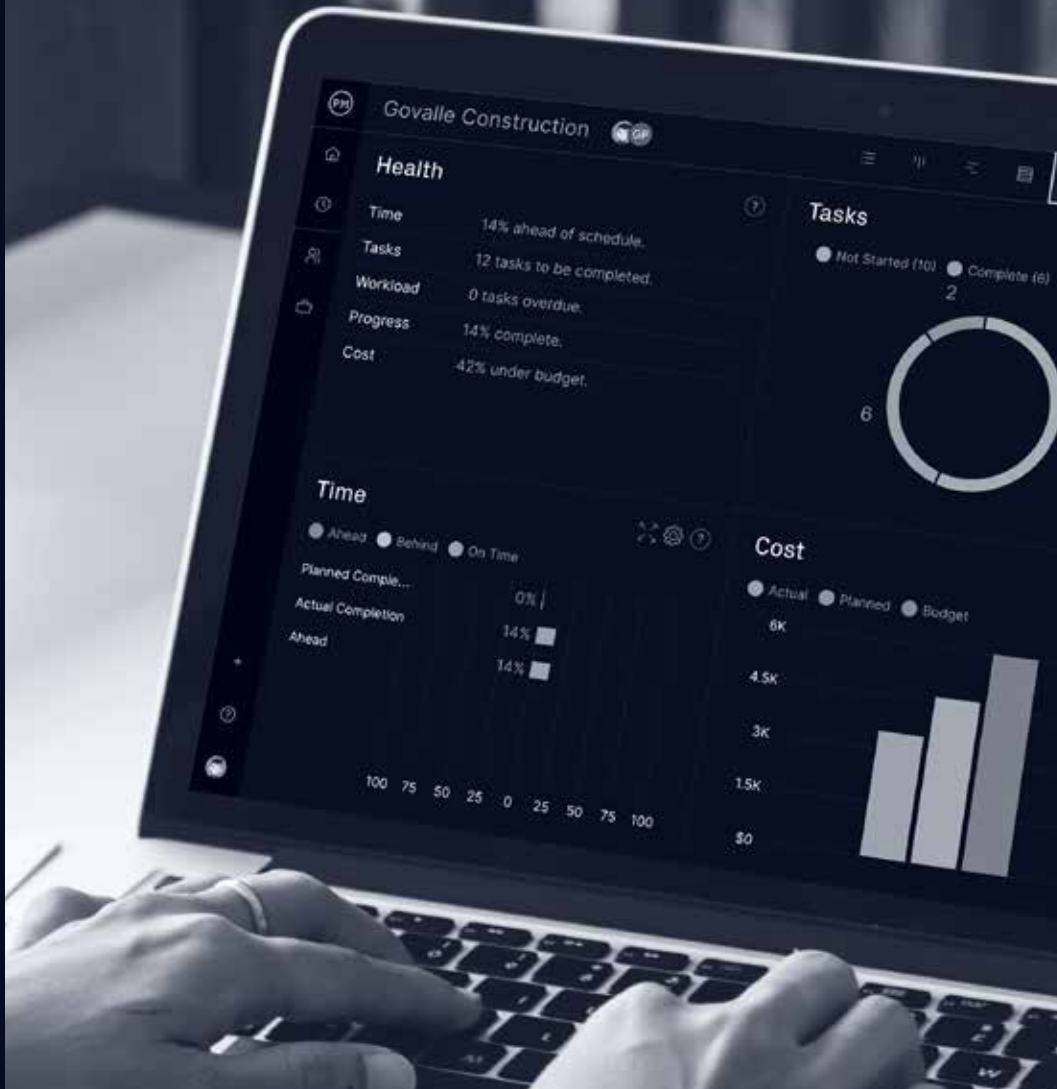 PM
Govalle Construction
GP
Health
?
Time 14% ahead of schedule.
Tasks 12 tasks to be completed.
Workload 0 tasks overdue.
Progress 14% complete.
Cost 42% under budget.
Tasks
Not Started (10) Complete (6)
2
6
Time
?
Ahead Behind On Time
Planned Comple... 0%
Actual Completion 14%
Ahead 14%
100 75 50 25 0 25 50 75 100
Cost
Actual Planned Budget
6K
4.5K
3K
1.5K
$0
+
?